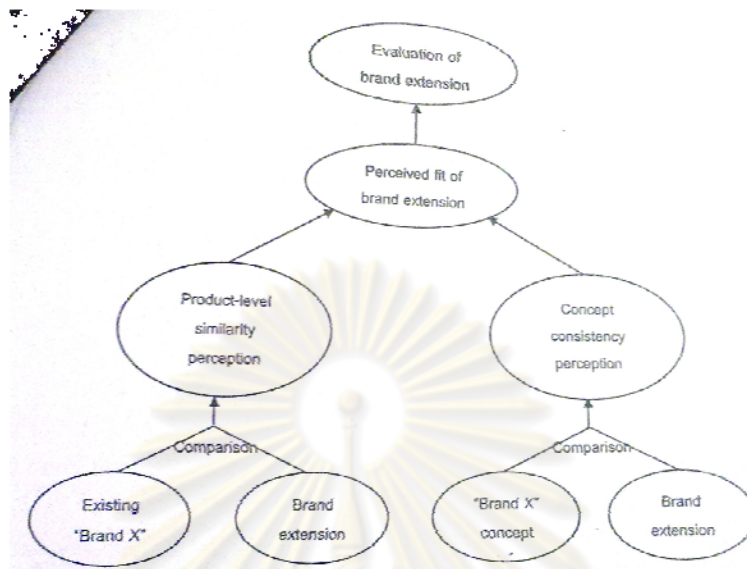 Evaluation of
brand extension
Perceived fit of
brand extension
Product-level
similarity
perception
Concept
consistency
perception
Comparison
Comparison
Existing
"Brand X"
Brand
extension
"Brand X"
concept
Brand
extension